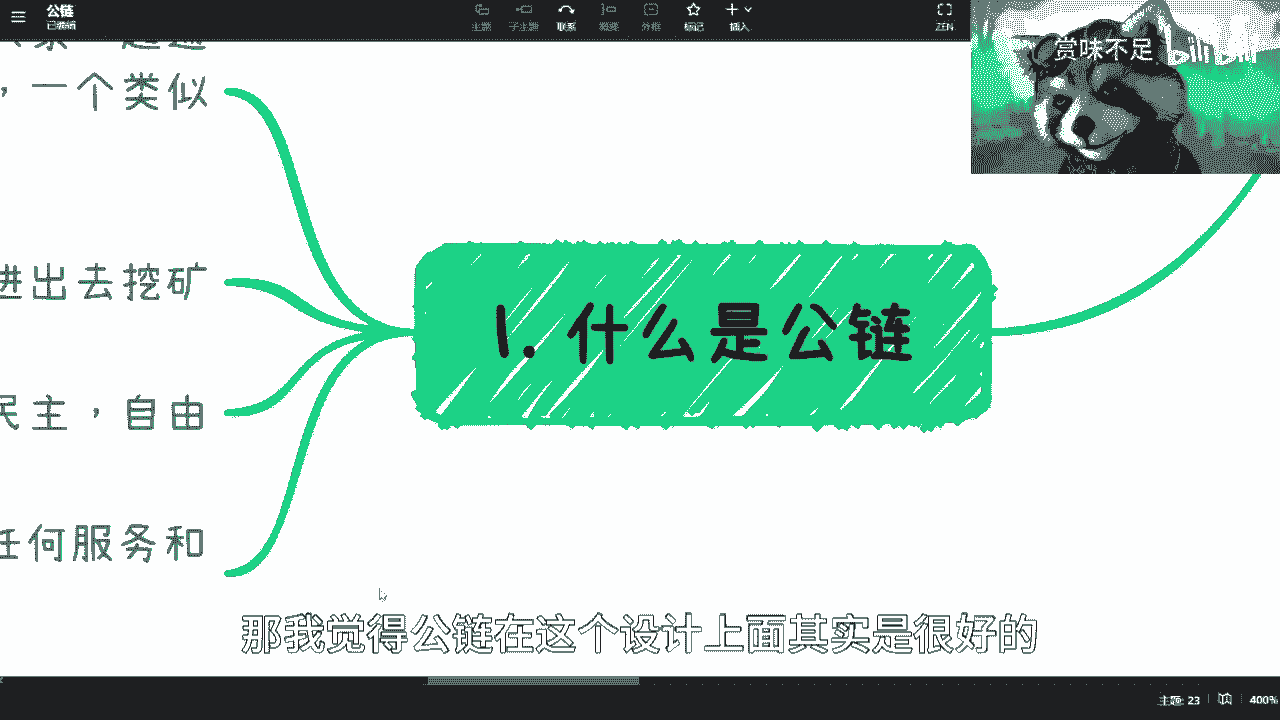 公链
已编辑
主题 子主题 联系 概要 外框 标记 插入 ZEN
赏味不足 bilibili
，一个类似
进出去挖矿
1. 什么是公链
民主，自由
任何服务和
那我觉得公链在这个设计上面其实是很好的
主题: 23 400%